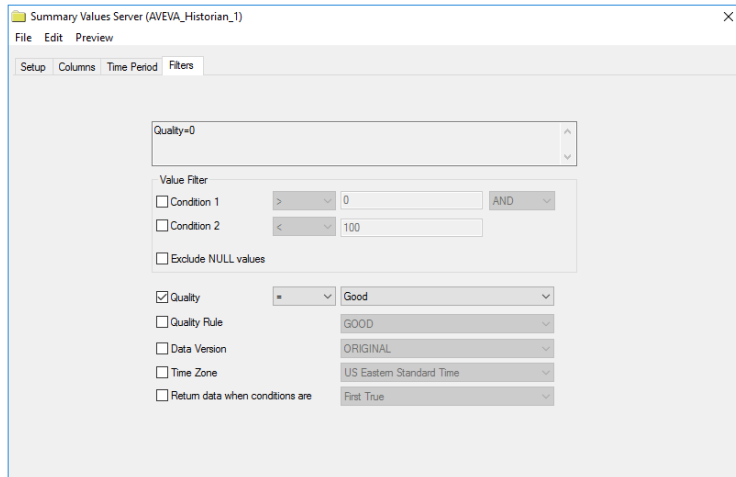 Summary Values Server (AVEVA_Historian_1)
File Edit Preview
Setup Columns Time Period Filters
Quality=0
Value Filter
Condition 1 > 0 AND
Condition 2 < 100
Exclude NULL values
Quality = Good
Quality Rule GOOD
Data Version ORIGINAL
Time Zone US Eastern Standard Time
Return data when conditions are First True